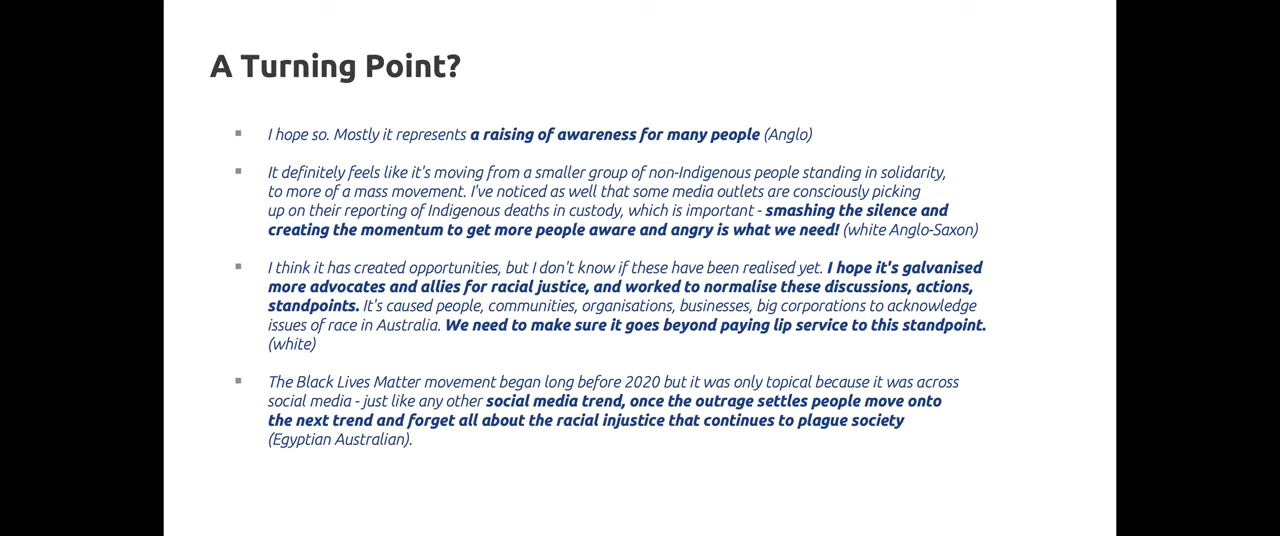 A Turning Point?
▪ I hope so. Mostly it represents a raising of awareness for many people (Anglo)
▪ It definitely feels like it's moving from a smaller group of non-Indigenous people standing in solidarity,
to more of a mass movement. I've noticed as well that some media outlets are consciously picking
up on their reporting of Indigenous deaths in custody, which is important - smashing the silence and
creating the momentum to get more people aware and angry is what we need! (white Anglo-Saxon)
▪ I think it has created opportunities, but I don't know if these have been realised yet. I hope it's galvanised
more advocates and allies for racial justice, and worked to normalise these discussions, actions,
standpoints. It's caused people, communities, organisations, businesses, big corporations to acknowledge
issues of race in Australia. We need to make sure it goes beyond paying lip service to this standpoint.
(white)
▪ The Black Lives Matter movement began long before 2020 but it was only topical because it was across
social media - just like any other social media trend, once the outrage settles people move onto
the next trend and forget all about the racial injustice that continues to plague society
(Egyptian Australian).